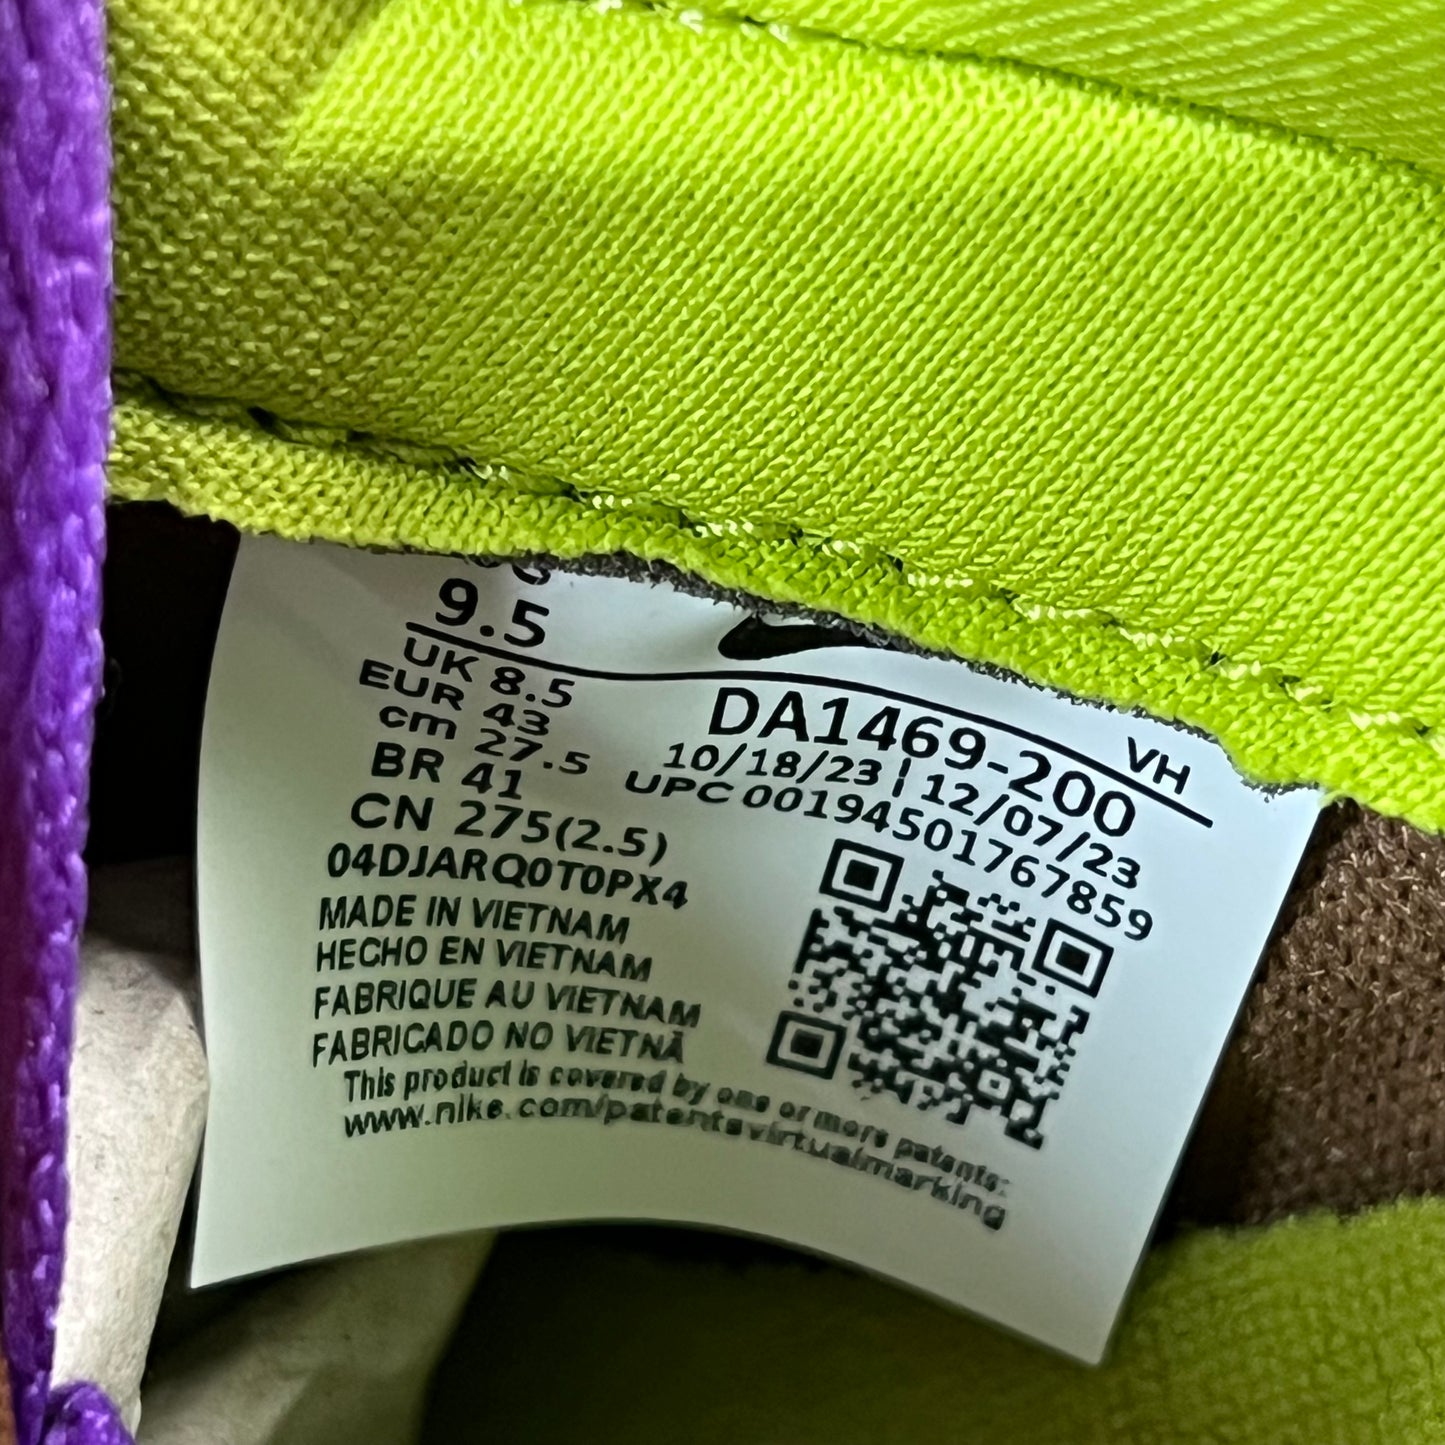 9.5
UK 8.5
EUR 43
cm 27.5
BR 41
CN 275(2.5)
04DJARQ0T0PX4
MADE IN VIETNAM
HECHO EN VIETNAM
FABRIQUE AU VIETNAM
FABRICADO NO VIETNÃ
This product is covered by one or more patents:
www.nike.com/patentsvirtualmarking
VH
DA1469-200
10/18/23 | 12/07/23
UPC 00194501767859